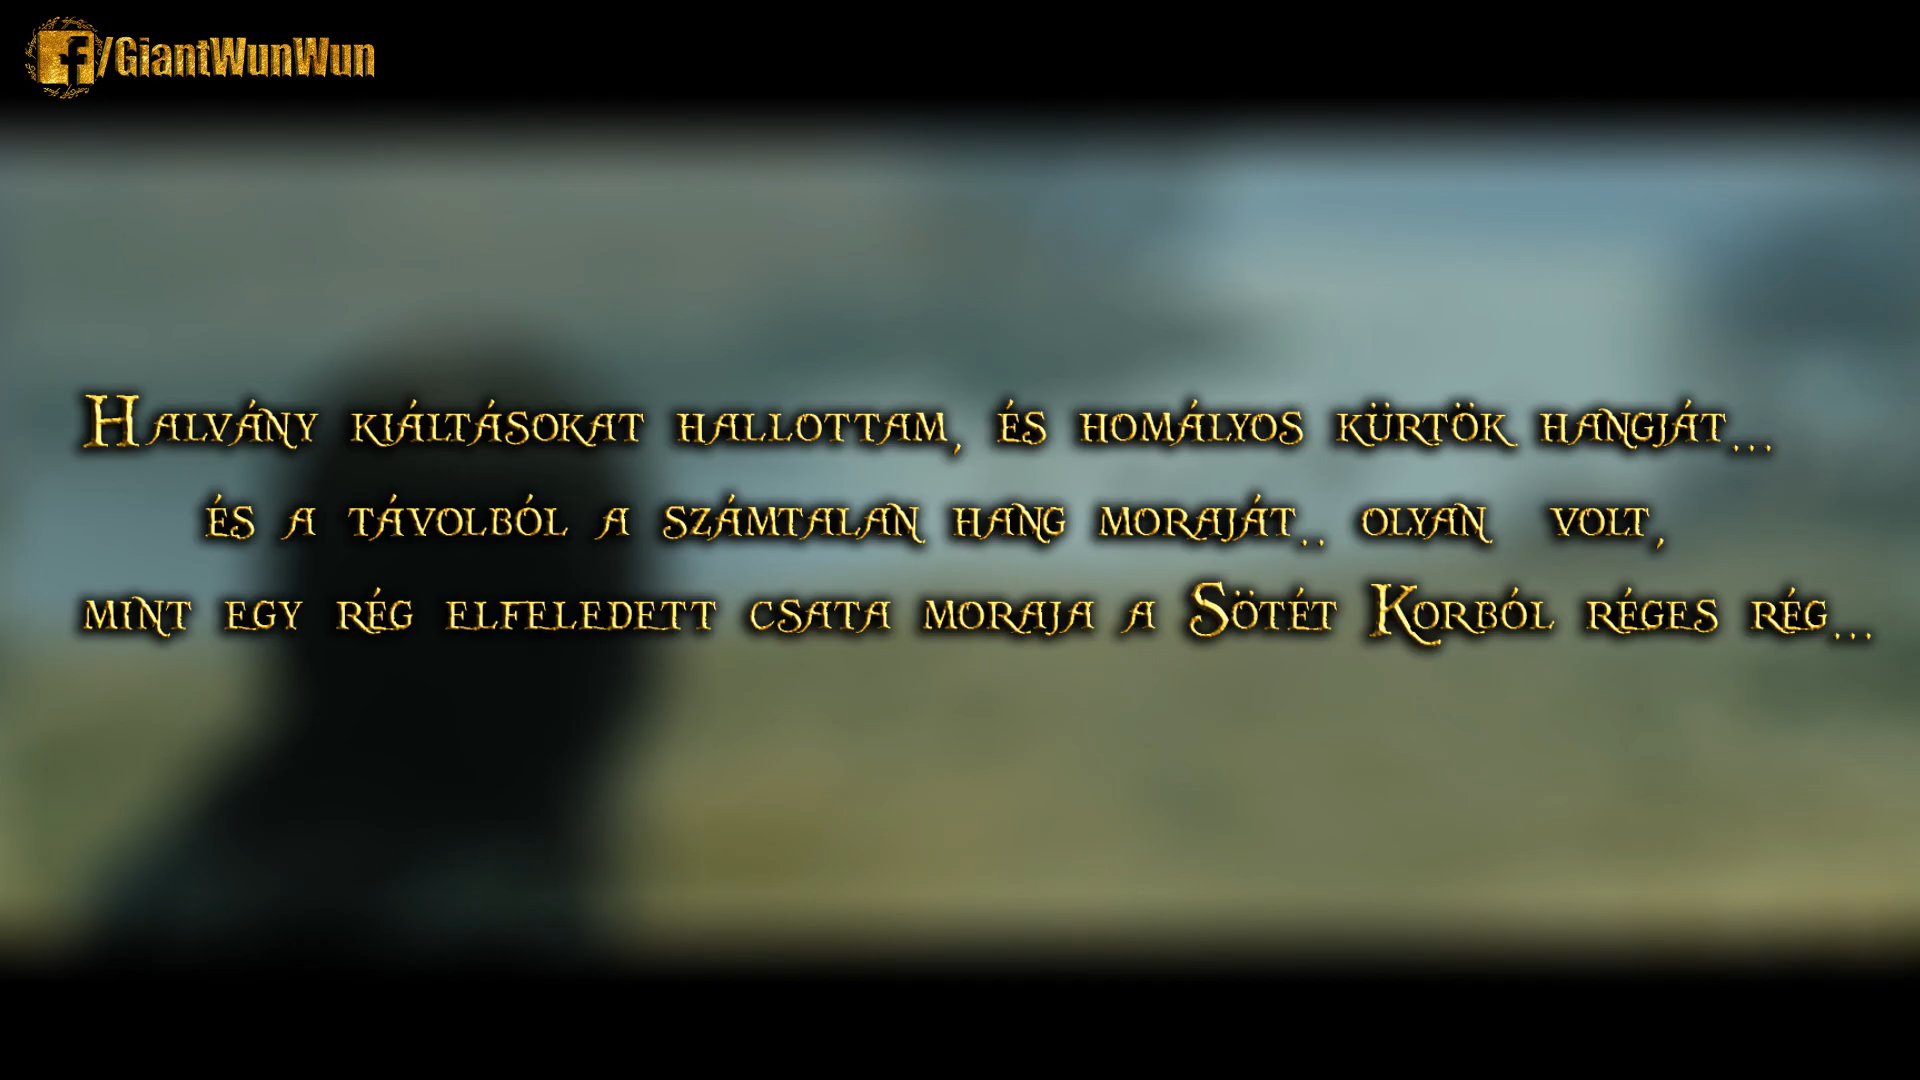 /GiantWunWun
Halvány kiáltásokat hallottam, és homályos kürtök hangját...
és a távolból a számtalan hang moraját.. olyan volt,
mint egy rég elfeledett csata moraja a Sötét Korból réges rég...